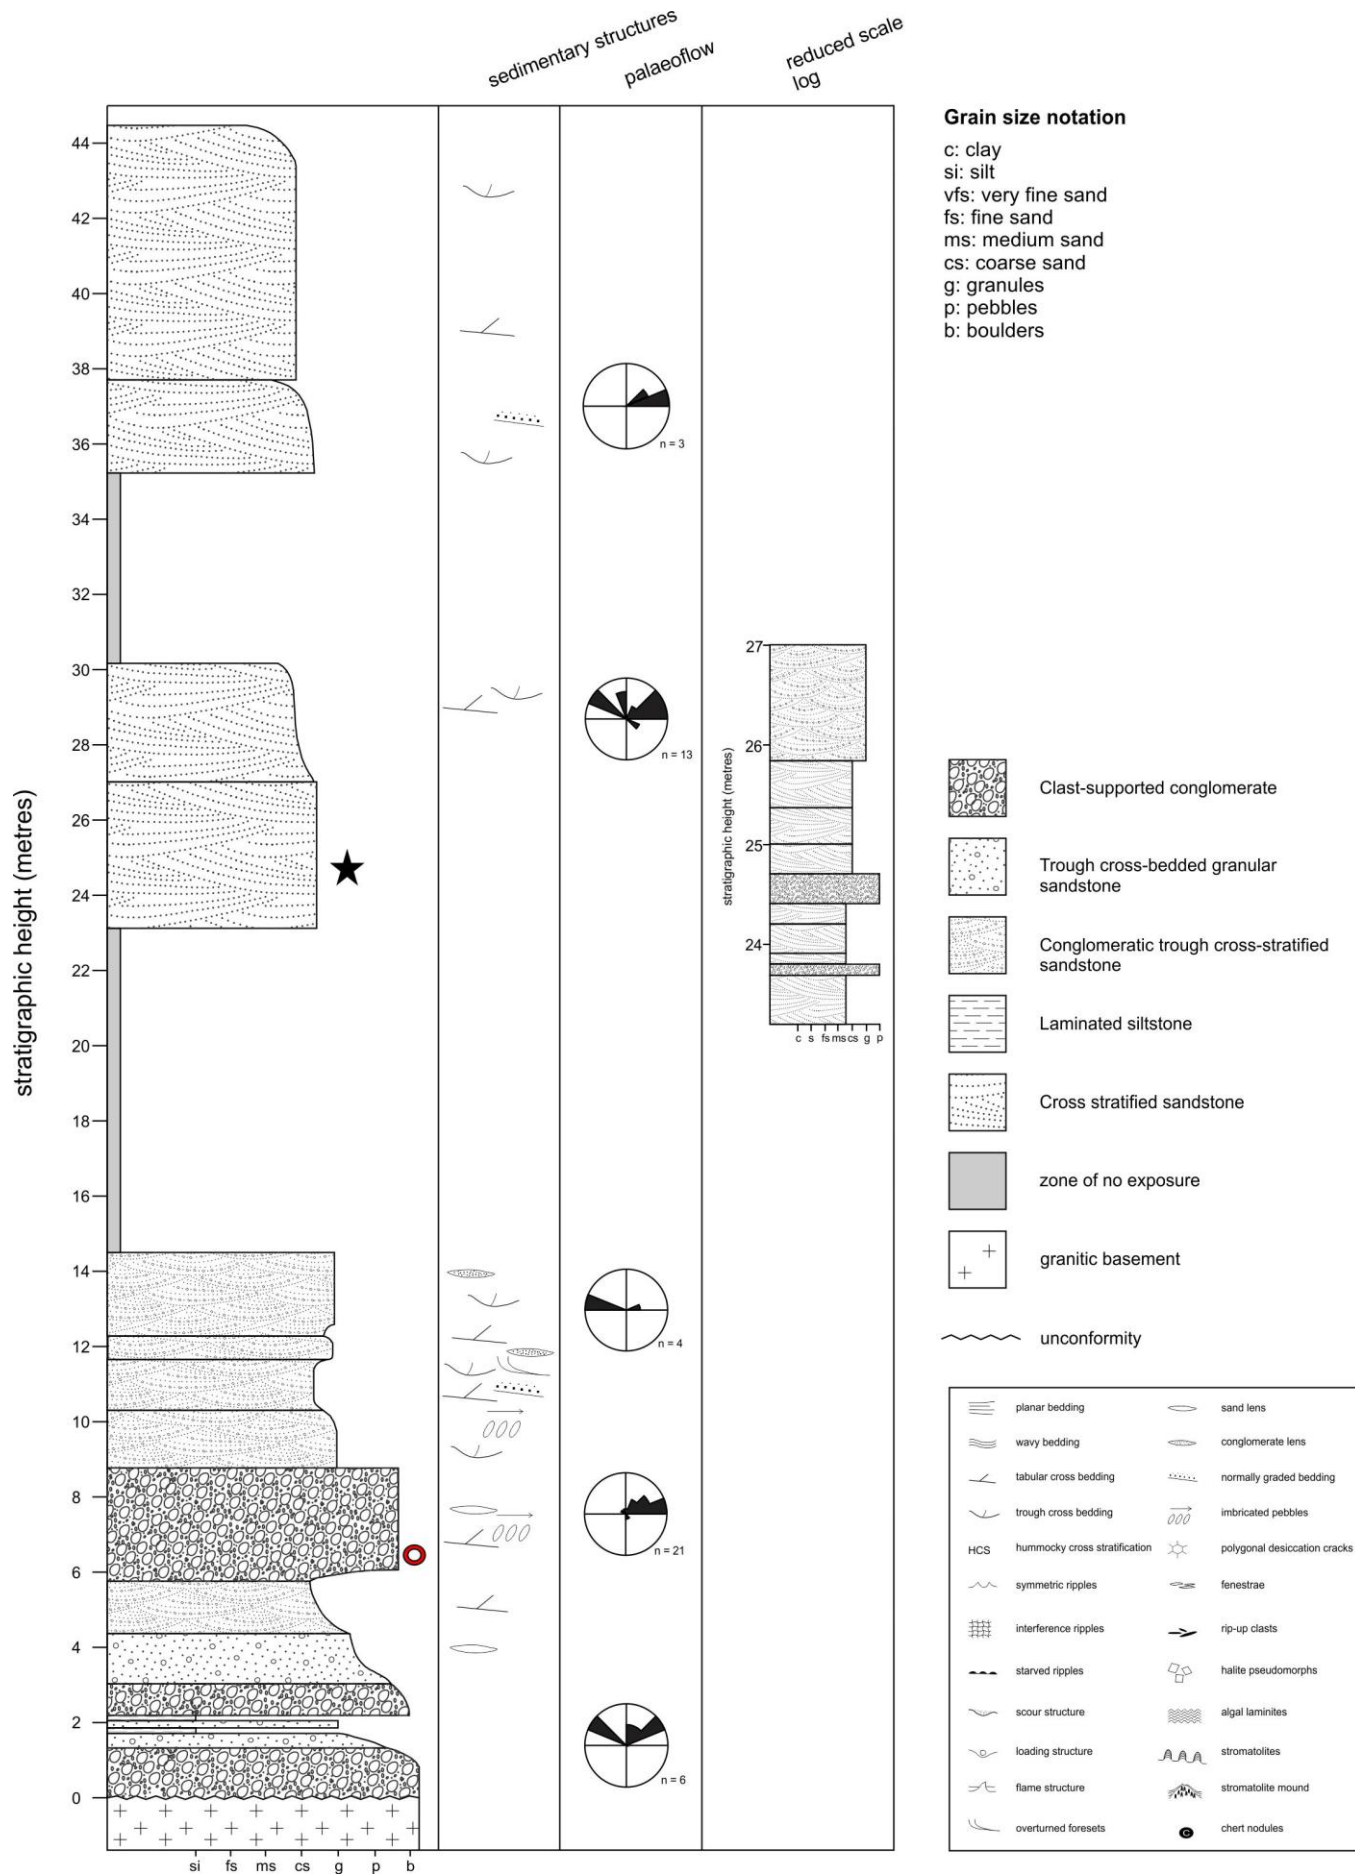 sedimentary structures
palaeoflow
reduced scale
log
Grain size notation
c: clay
si: silt
vfs: very fine sand
fs: fine sand
ms: medium sand
cs: coarse sand
g: granules
p: pebbles
b: boulders
stratigraphic height (metres)
44
42
40
38
36
34
32
30
28
26
24
22
20
18
16
14
12
10
8
6
4
2
0
si fs ms cs g p b
n = 3
n = 13
n = 4
n = 21
n = 6
stratigraphic height (metres)
27
26
25
24
c s fs ms cs g p
Clast-supported conglomerate
Trough cross-bedded granular
sandstone
Conglomeratic trough cross-stratified
sandstone
Laminated siltstone
Cross stratified sandstone
zone of no exposure
granitic basement
unconformity
planar bedding
wavy bedding
tabular cross bedding
trough cross bedding
HCS hummocky cross stratification
symmetric ripples
interference ripples
starved ripples
scour structure
loading structure
flame structure
overturned foresets
sand lens
conglomerate lens
normally graded bedding
imbricated pebbles
polygonal desiccation cracks
fenestrae
rip-up clasts
halite pseudomorphs
algal laminites
stromatolites
stromatolite mound
C chert nodules